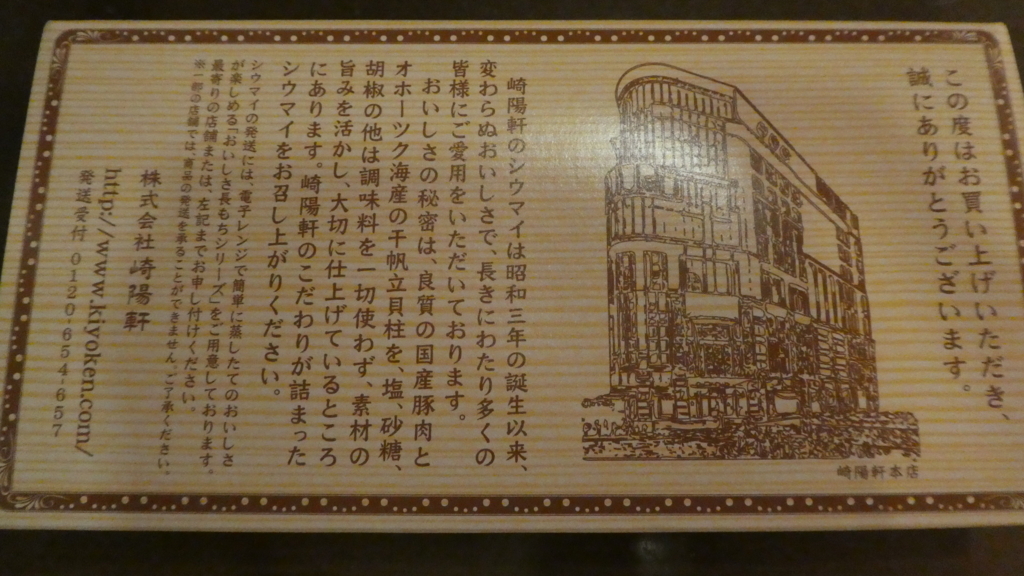 この度はお買い上げいただき、
誠にありがとうございます。
崎陽軒本店
崎陽軒のシウマイは昭和三年の誕生以来、
変わらぬおいしさで、長きにわたり多くの
皆様にご愛用をいただいております。
おいしさの秘密は、良質の国産豚肉と
オホーツク海産の干帆立貝柱を、塩、砂糖、
胡椒の他は調味料を一切使わず、素材の
旨みを活かし、大切に仕上げているところ
にあります。崎陽軒のこだわりが詰まった
シウマイをお召し上がりください。
シウマイの発送には、電子レンジで簡単に蒸したてのおいしさ
が楽しめる「おいしさ長もちシリーズ」をご用意しております。
最寄りの店舗または、左記までお申し付けください。
※一部の店舗では、商品の発送を承ることができません。ご了承ください。
株式会社 崎陽軒
http://www.kiyoken.com/
発送受付 0120-654-657